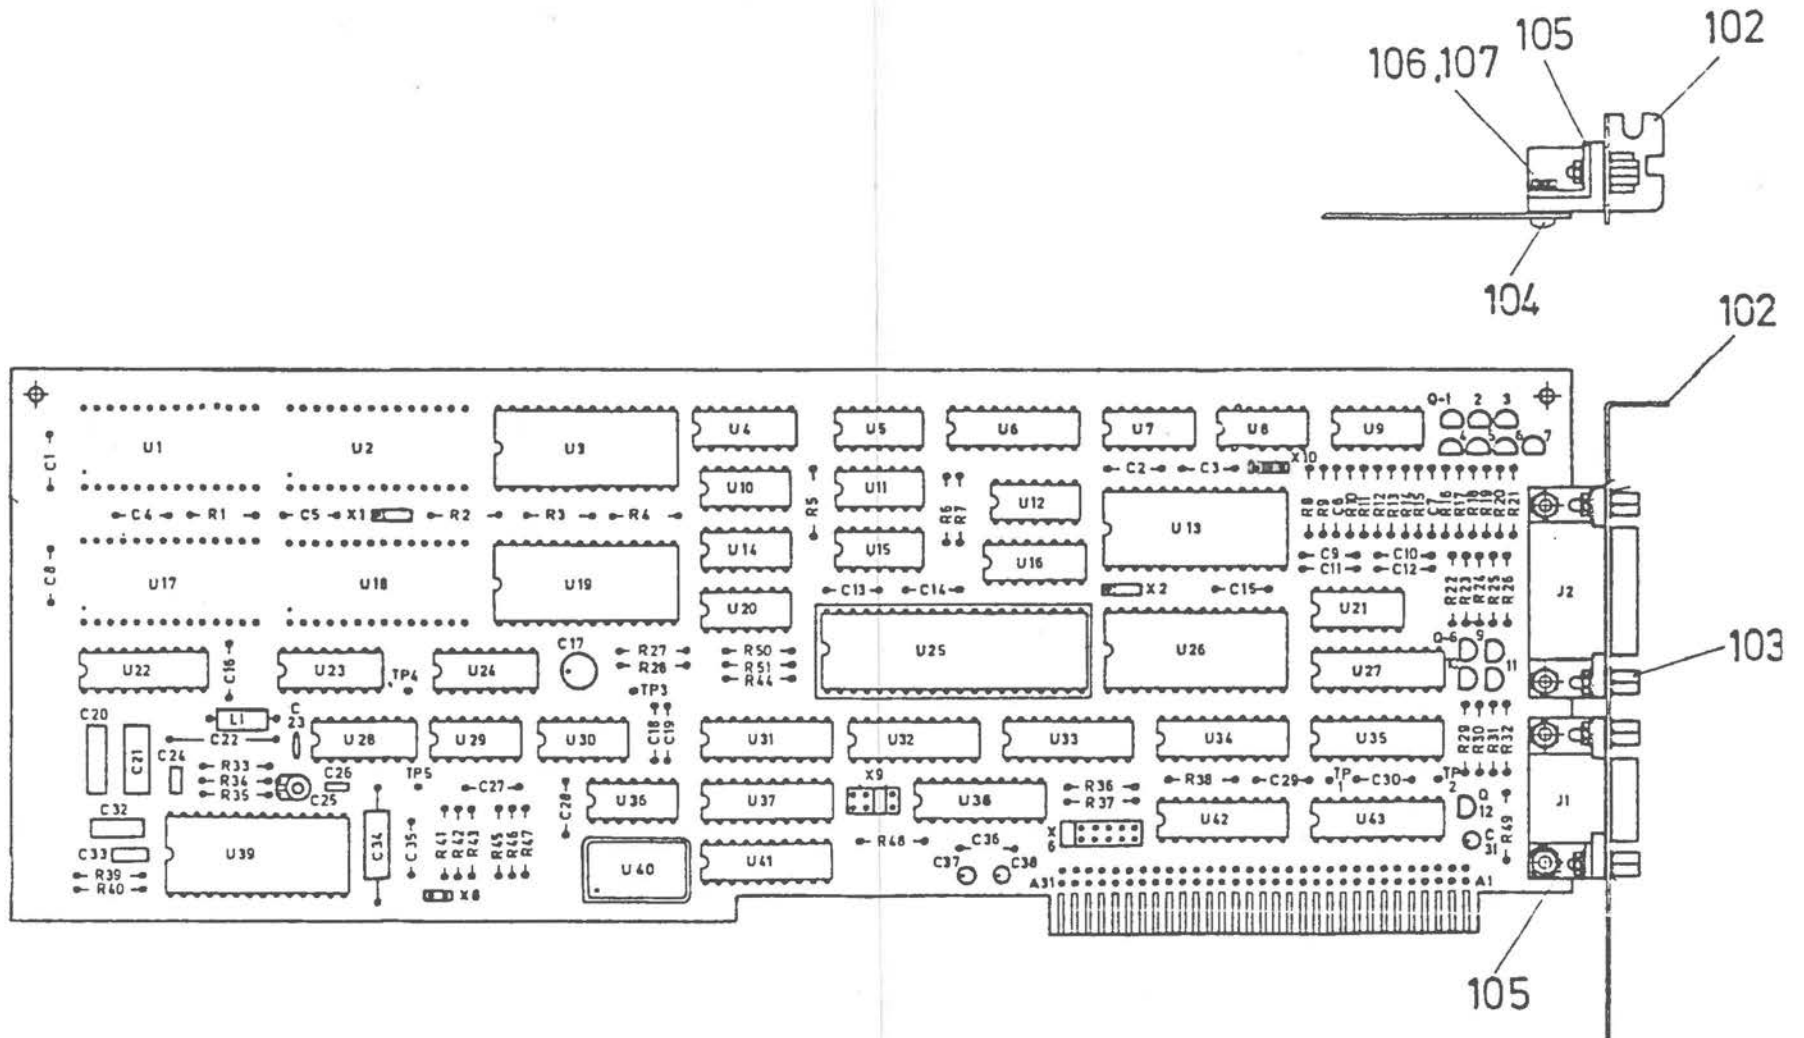 106,107 105 102
104
102
Q-1 2 3
U1 U2 U3 U4 U5 U6 U7 U8 U9
4 5 6 7
C1 U10 R5 U11 R6 R7 U12 C2 C3 X10
R8 R9 C6 R10 R11 R12 R13 R15 C7 R16 R17 R18 R19 R20 R21
C4 R1 C5 X1 R2 R3 R4 U13
C8 U17 U18 U19 U14 U15 U16 C9 C10
C11 C12
R22 R23 R24 R25 R26
C13 C14 X2 C15 J2
U20 U21
Q-6 9
U22 C16 U23 TP4 U24 C17 R27 R50 U25 U26 U27 11
R28 R51
TP3 R44
103
C20 C21 L1 C 23
C22 C24 U28 U29 U30 C18 C19 U31 U32 U33 U34 U35 R29 R30 R31 R32
R33 R34 R35 C25 C26 TP5 C27 C28 X9 R36 R37 R38 C29 TP 1 C30 TP 2
C32 U36 U37 U38 U42 U43 Q 12 J1
C33 U39 C34 C35 R41 R42 R43 R45 R46 R47 R48 C36 X 6 C 31 R49
R39 R40 U40 U41 C37 C38
X8 A31 A1
105